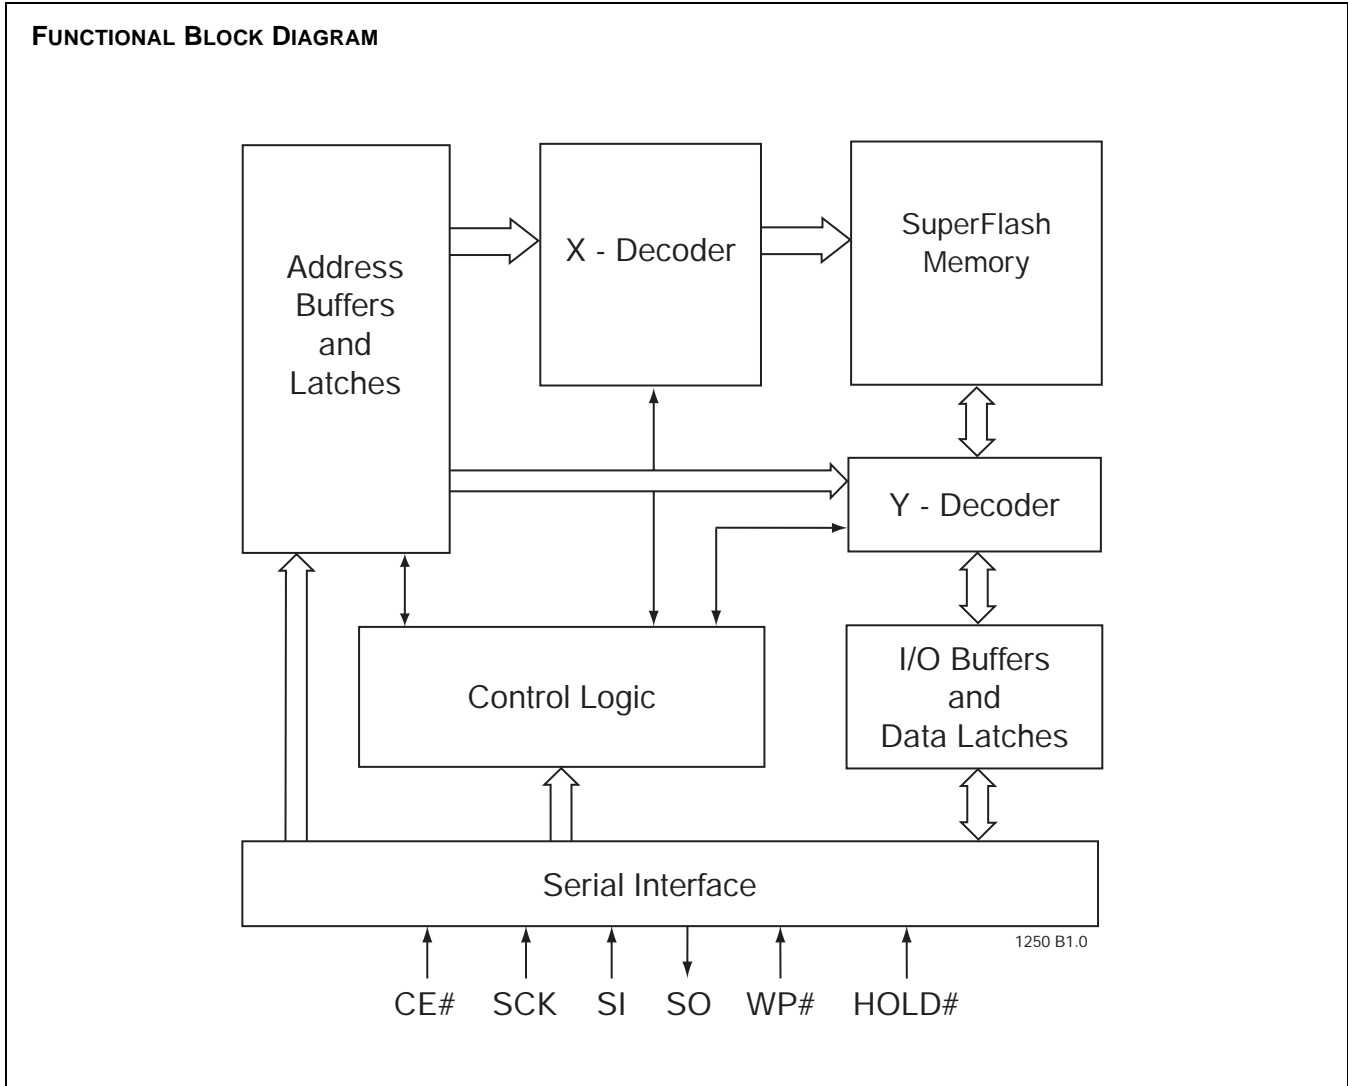 FUNCTIONAL BLOCK DIAGRAM
Address
Buffers
and
Latches
X - Decoder
SuperFlash
Memory
Y - Decoder
Control Logic
I/O Buffers
and
Data Latches
Serial Interface
1250 B1.0
CE# SCK SI SO WP# HOLD#